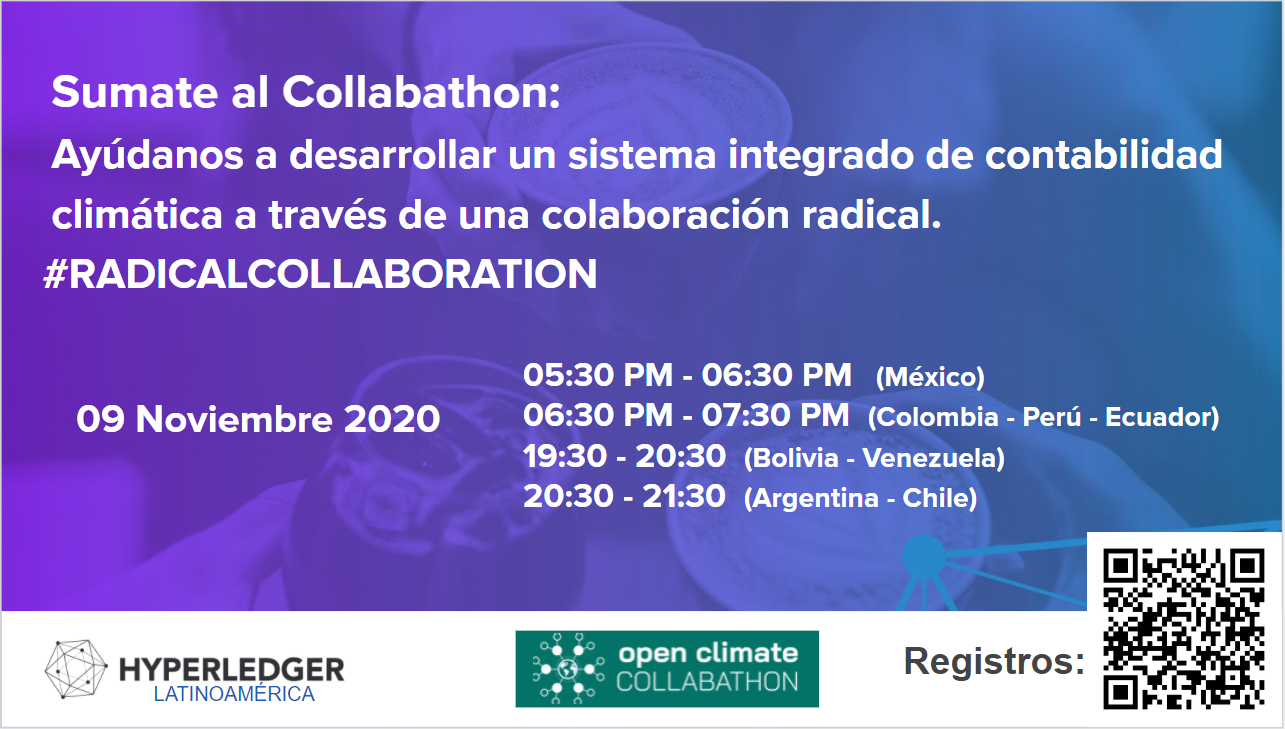 Sumate al Collabathon:
Ayúdanos a desarrollar un sistema integrado de contabilidad
climática a través de una colaboración radical.
#RADICALCOLLABORATION
09 Noviembre 2020
05:30 PM - 06:30 PM (México)
06:30 PM - 07:30 PM (Colombia - Perú - Ecuador)
19:30 - 20:30 (Bolivia - Venezuela)
20:30 - 21:30 (Argentina - Chile)
HYPERLEDGER
LATINOAMÉRICA
open climate
COLLABATHON
Registros: